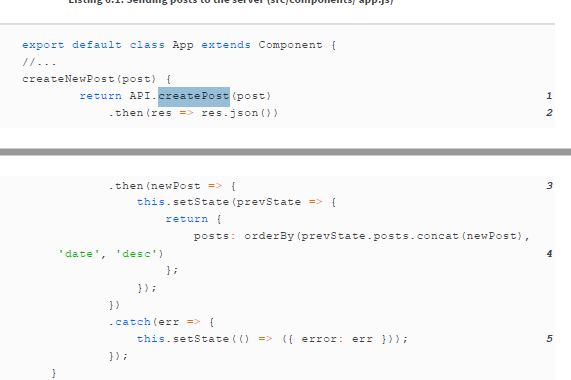 Listing 6.1. Sending posts to the server (src/components/ app.js)
export default class App extends Component {
//...
createNewPost(post) {
return API.createPost(post) 1
.then(res => res.json()) 2
.then(newPost => { 3
this.setState(prevState => {
return {
posts: orderBy(prevState.posts.concat(newPost),
'date', 'desc') 4
};
});
})
.catch(err => {
this.setState(() => ({ error: err })); 5
});
}